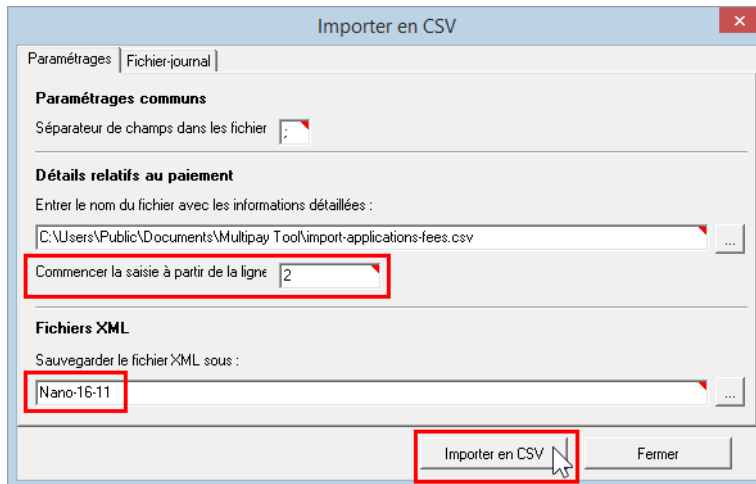 Importer en CSV
Paramétrages Fichier-journal
Paramétrages communs
Séparateur de champs dans les fichier ;
Détails relatifs au paiement
Entrer le nom du fichier avec les informations détaillées :
C:\Users\Public\Documents\Multipay Tool\import-applications-fees.csv ...
Commencer la saisie à partir de la ligne 2
Fichiers XML
Sauvegarder le fichier XML sous :
Nano-16-11 ...
Importer en CSV Fermer